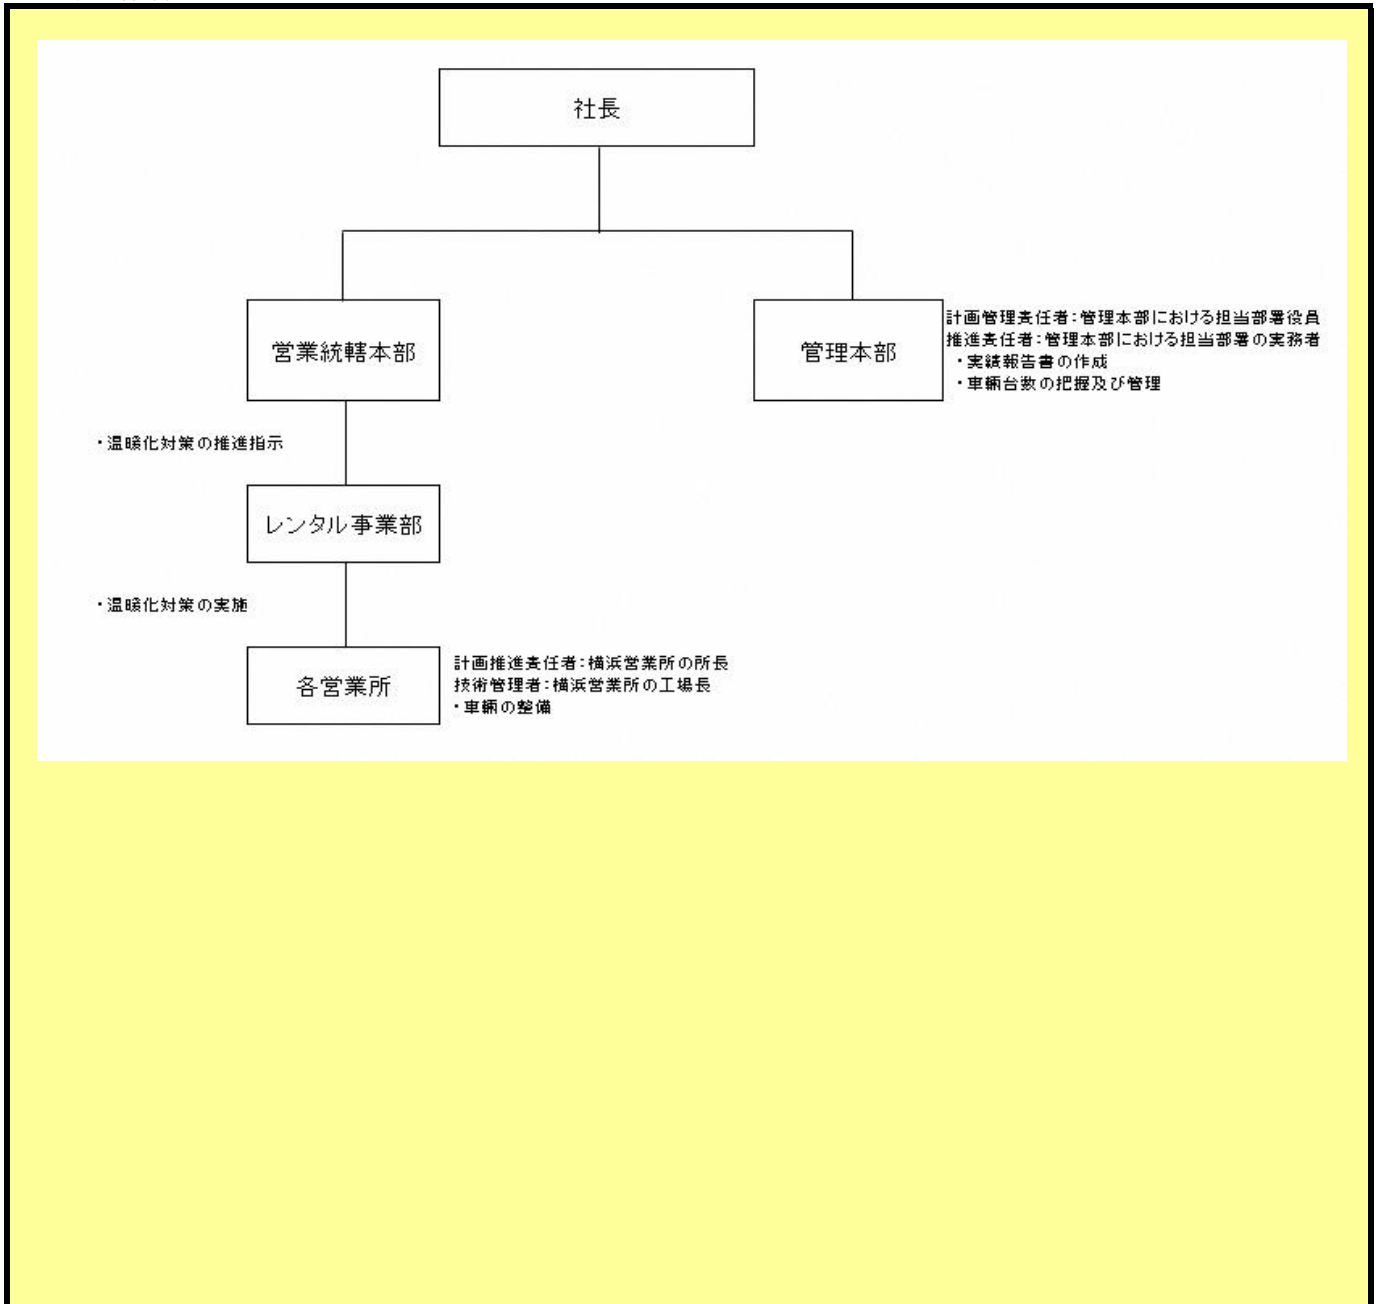 社長
営業統轄本部
管理本部
計画管理責任者：管理本部における担当部署役員
推進責任者：管理本部における担当部署の実務者
・実績報告書の作成
・車輛台数の把握及び管理
・温暖化対策の推進指示
レンタル事業部
・温暖化対策の実施
各営業所
計画推進責任者：横浜営業所の所長
技術管理者：横浜営業所の工場長
・車輛の整備